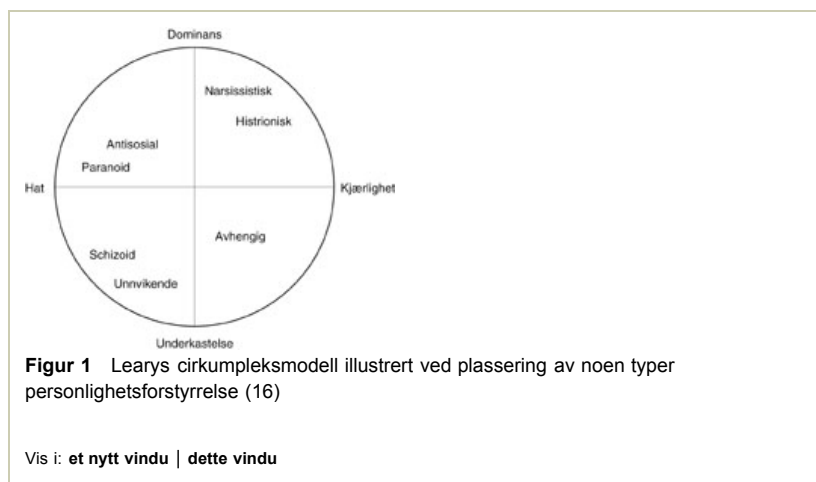 Dominans
Narsissistisk
Histrionisk
Antisosial
Paranoid
Hat
Kjærlighet
Avhengig
Schizoid
Unnvikende
Underkastelse
Figur 1 Learys cirkumpleksmodell illustrert ved plassering av noen typer
personlighetsforstyrrelse (16)
Vis i: et nytt vindu | dette vindu